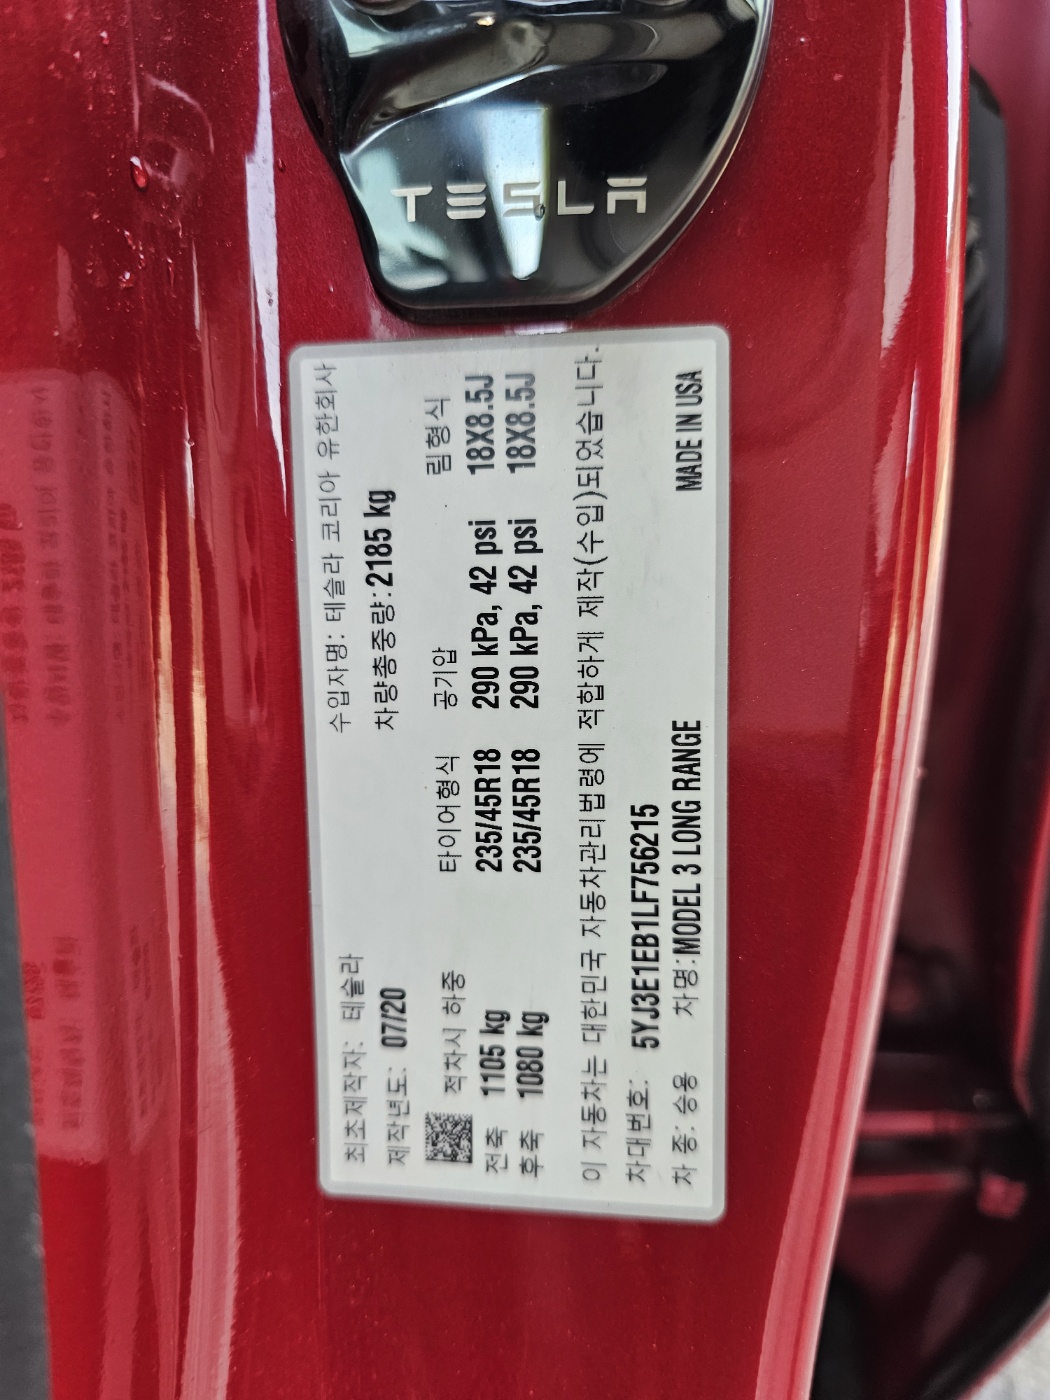 TESLA
최초제작자: 테슬라 수입자명: 테슬라 코리아 유한회사
제작년도: 07/20 차량총중량:2185 kg
적차시 하중 타이어형식 공기압 림형식
전축 1105 kg 235/45R18 290 kPa, 42 psi 18X8.5J
후축 1080 kg 235/45R18 290 kPa, 42 psi 18X8.5J
이 자동차는 대한민국 자동차관리법령에 적합하게 제작(수입)되었습니다.
차대번호: 5YJ3E1EB1LF756215
차 종: 승용 차명:MODEL 3 LONG RANGE MADE IN USA